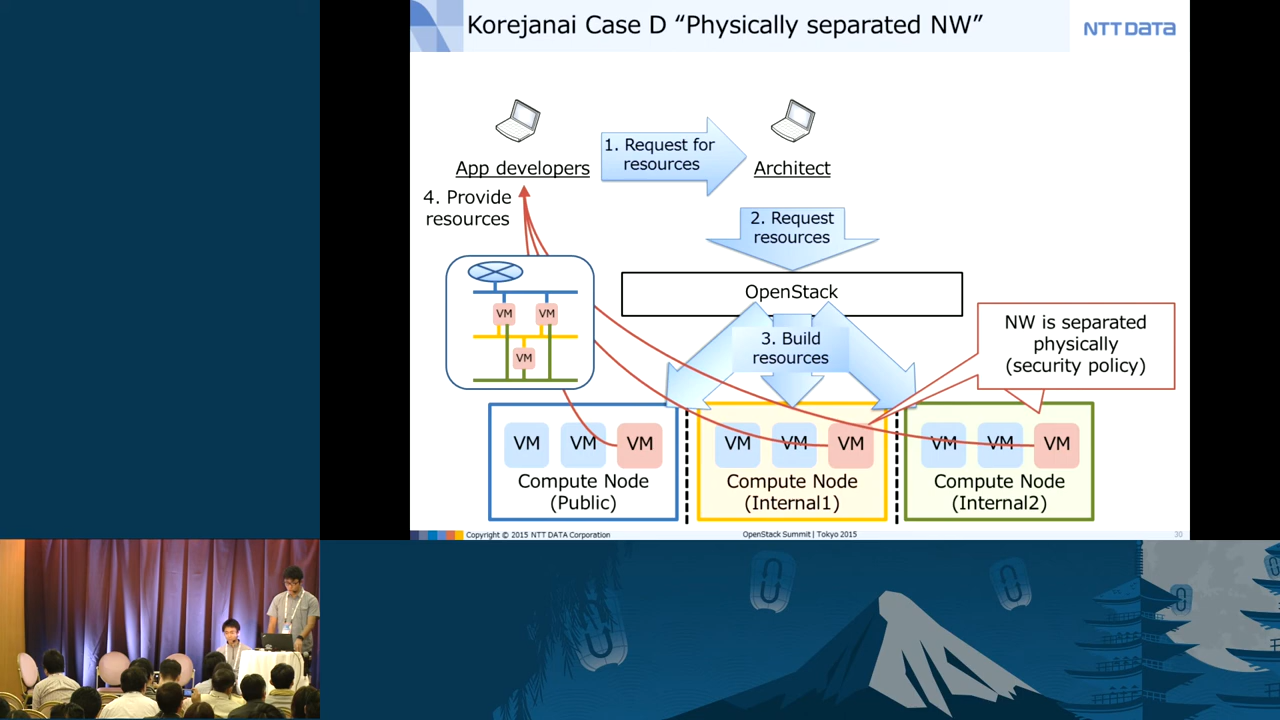 Korejanai Case D “Physically separated NW”
NTT DATA
App developers
1. Request for
resources
Architect
4. Provide
resources
2. Request
resources
OpenStack
VM
VM
VM
3. Build
resources
NW is separated
physically
(security policy)
VM VM VM
Compute Node
(Public)
VM VM VM
Compute Node
(Internal1)
VM VM VM
Compute Node
(Internal2)
Copyright © 2015 NTT DATA Corporation
OpenStack Summit | Tokyo 2015
30